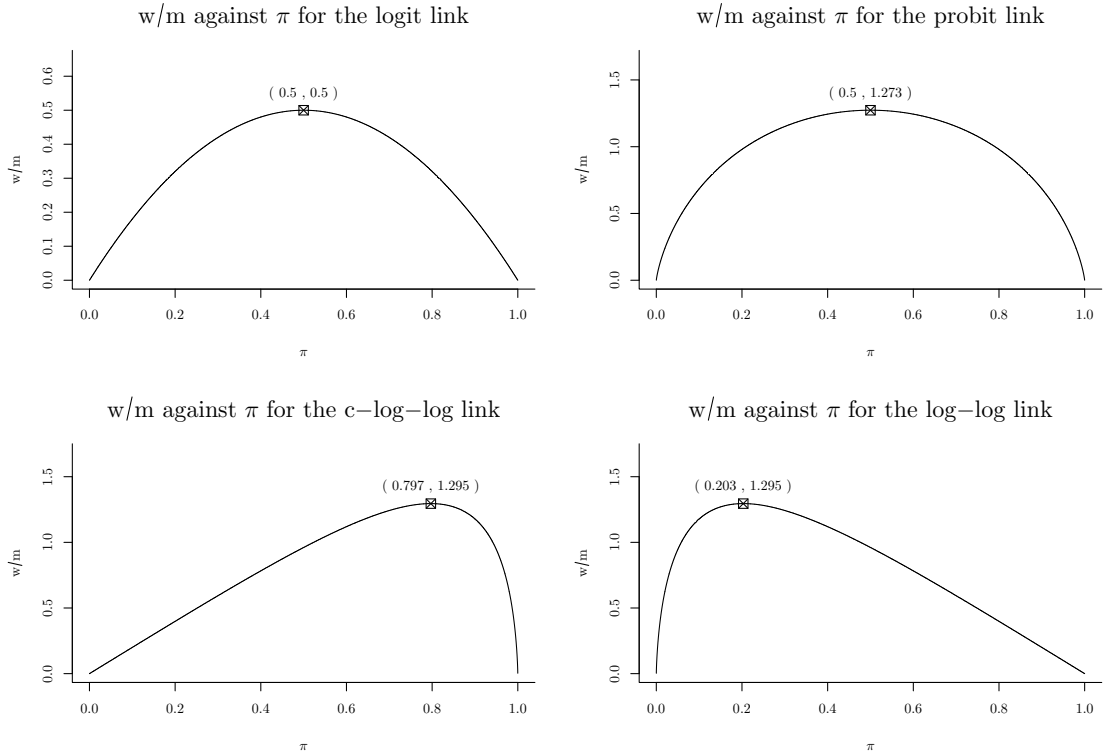 w/m against π for the logit link
( 0.5 , 0.5 )
w/m
0.0
0.1
0.2
0.3
0.4
0.5
0.6
0.0 0.2 0.4 0.6 0.8 1.0
π
w/m against π for the probit link
( 0.5 , 1.273 )
w/m
0.0
0.5
1.0
1.5
0.0 0.2 0.4 0.6 0.8 1.0
π
w/m against π for the c−log−log link
( 0.797 , 1.295 )
w/m
0.0
0.5
1.0
1.5
0.0 0.2 0.4 0.6 0.8 1.0
π
w/m against π for the log−log link
( 0.203 , 1.295 )
w/m
0.0
0.5
1.0
1.5
0.0 0.2 0.4 0.6 0.8 1.0
π